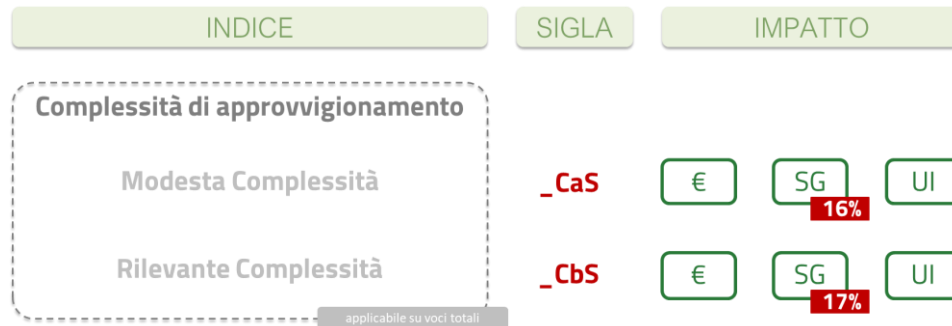 INDICE SIGLA IMPATTO
Complessità di approvvigionamento
Modesta Complessità _CaS € SG UI
16%
Rilevante Complessità _CbS € SG UI
17%
applicabile su voci totali